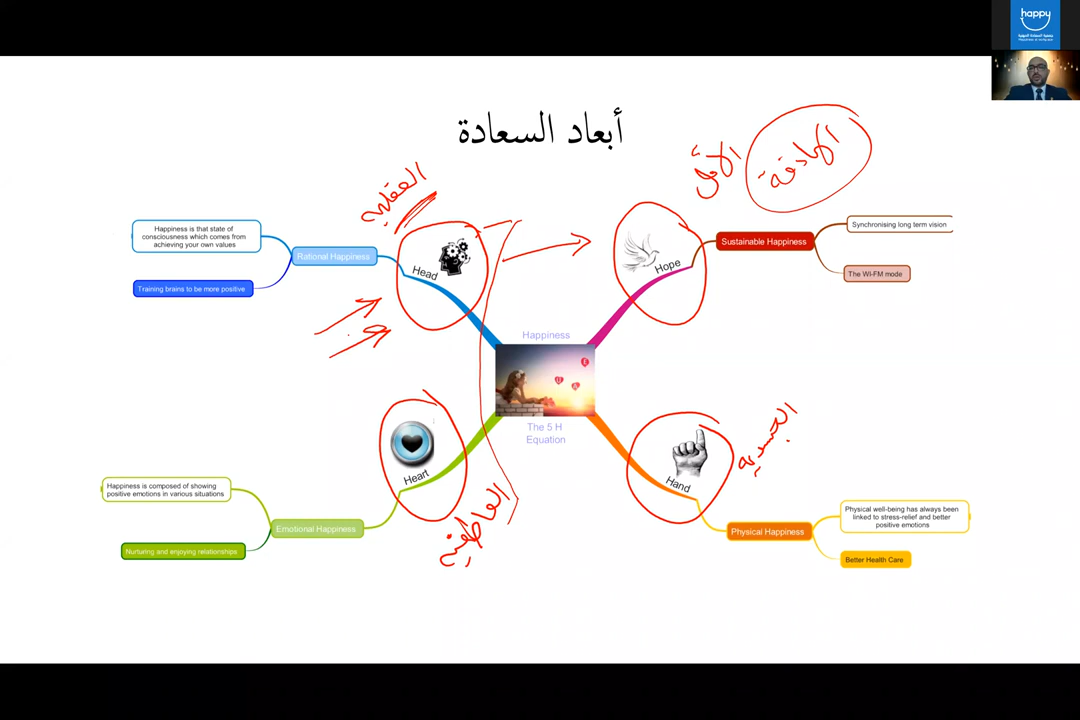 happy
أبعاد السعادة
العقلية
الأمل
Happiness is that state of
consciousness which comes from
achieving your own values
Rational Happiness
Training brains to be more positive
Head
Hope
Sustainable Happiness
Synchronising long term vision
The WI-FM mode
Happiness
The 5 H
Equation
Heart
Happiness is composed of showing
positive emotions in various situations
Emotional Happiness
Nurturing and enjoying relationships
العاطفية
Hand
الجسدية
Physical Happiness
Physical well-being has always been
linked to stress-relief and better
positive emotions
Better Health Care